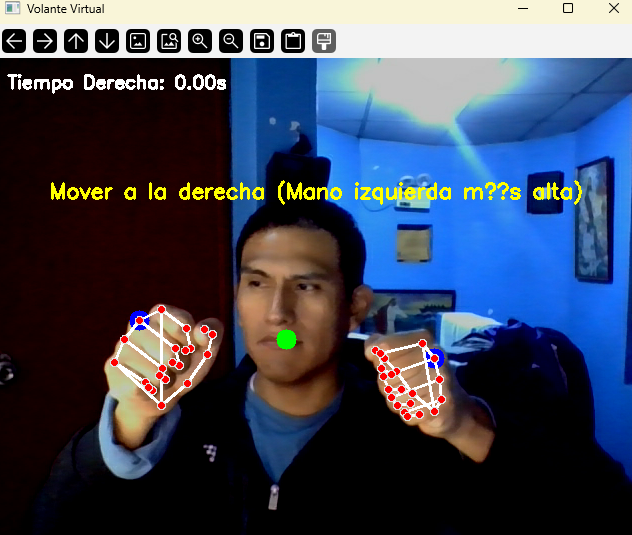 Volante Virtual
Tiempo Derecha: 0.00s
Mover a la derecha (Mano izquierda m??s alta)